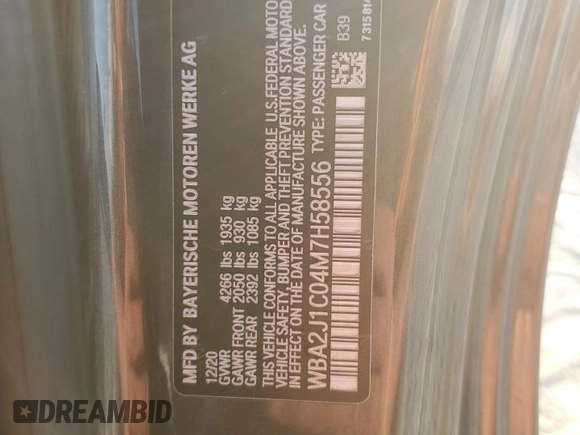 MFD BY BAYERISCHE MOTOREN WERKE AG
12/20
GVWR 4266 lbs 1935 kg
GAWR FRONT 2050 lbs 930 kg
GAWR REAR 2392 lbs 1085 kg
THIS VEHICLE CONFORMS TO ALL APPLICABLE U.S.FEDERAL MOTO
VEHICLE SAFETY, BUMPER AND THEFT PREVENTION STANDARD
IN EFFECT ON THE DATE OF MANUFACTURE SHOWN ABOVE.
WBA2J1C04M7H58556 TYPE: PASSENGER CAR
B39
7315814
DREAMBID